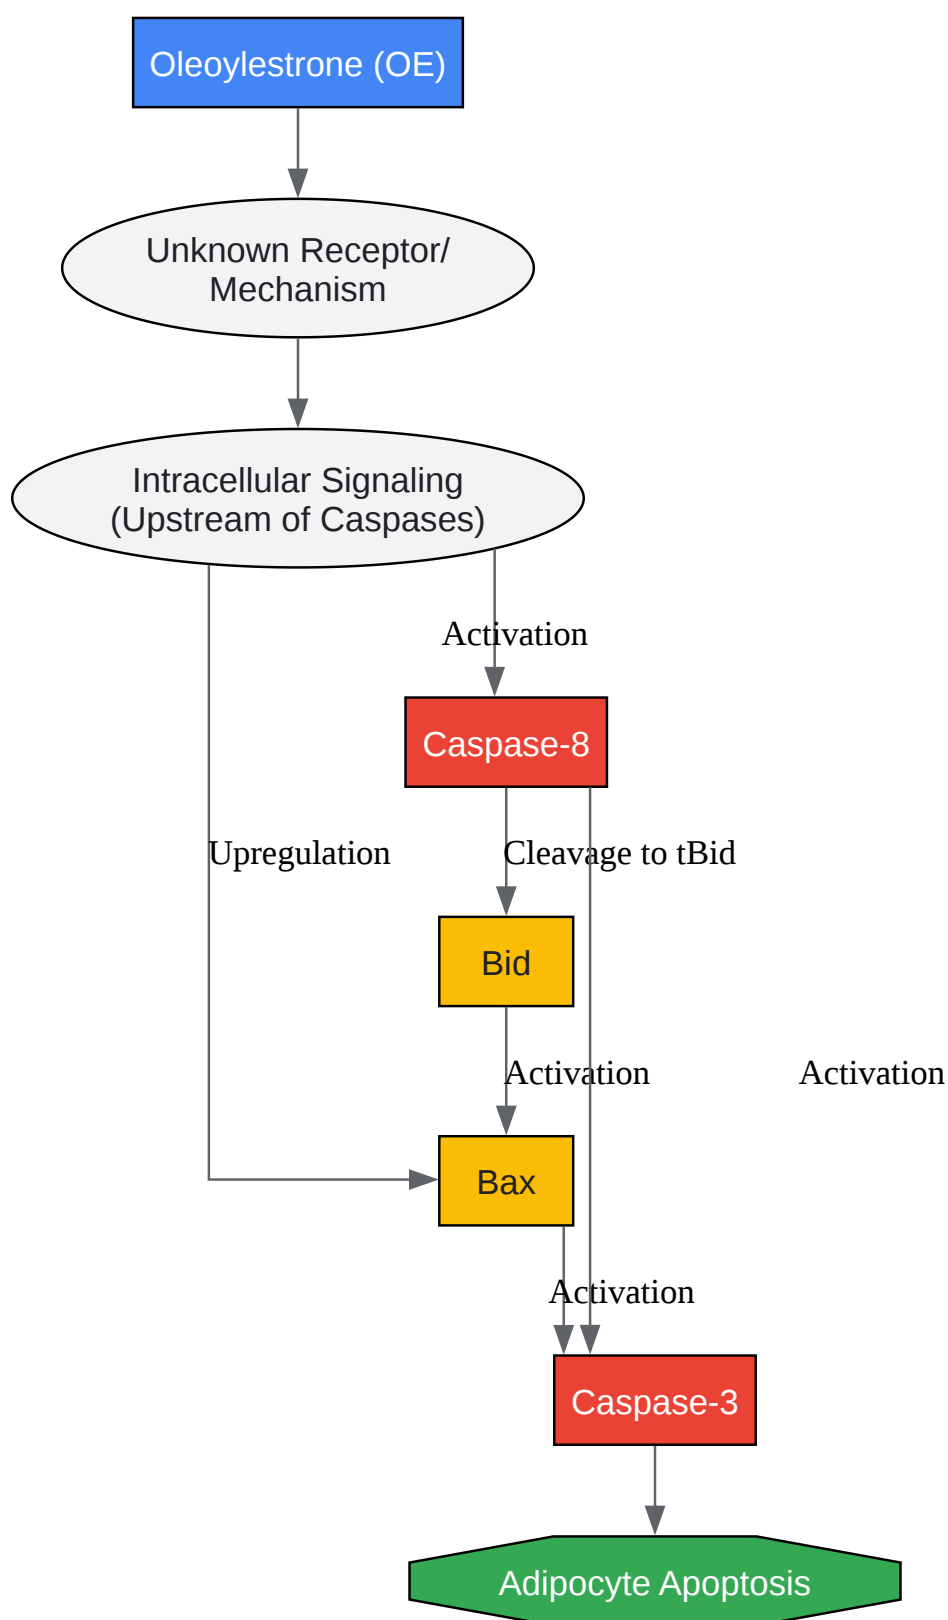 Oleoylestrone (OE)
Unknown Receptor/
Mechanism
Intracellular Signaling
(Upstream of Caspases)
Activation
Caspase-8
Upregulation
Cleavage to tBid
Bid
Activation
Activation
Bax
Activation
Caspase-3
Adipocyte Apoptosis